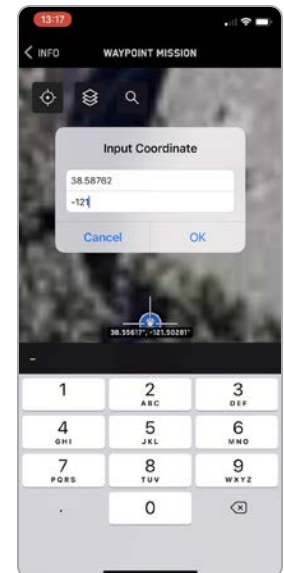 13:17
< INFO WAYPOINT MISSION
Input Coordinate
38.58762
-121
Cancel OK
38.55617°, -121.50281°
-
1 2 ABC 3 DEF
4 GHI 5 JKL 6 MNO
7 PQRS 8 TUV 9 WXYZ
. 0